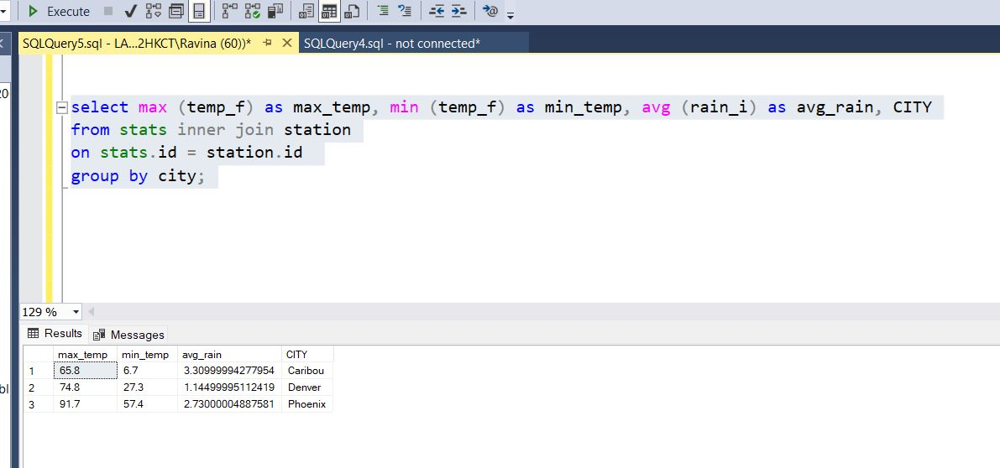 Execute
SQLQuery5.sql - LA...2HKCT\Ravina (60))* SQLQuery4.sql - not connected*
select max (temp_f) as max_temp, min (temp_f) as min_temp, avg (rain_i) as avg_rain, CITY
from stats inner join station
on stats.id = station.id
group by city;
129 %
Results Messages
max_temp min_temp avg_rain CITY
1 65.8 6.7 3.30999994277954 Caribou
2 74.8 27.3 1.14499995112419 Denver
3 91.7 57.4 2.73000004887581 Phoenix